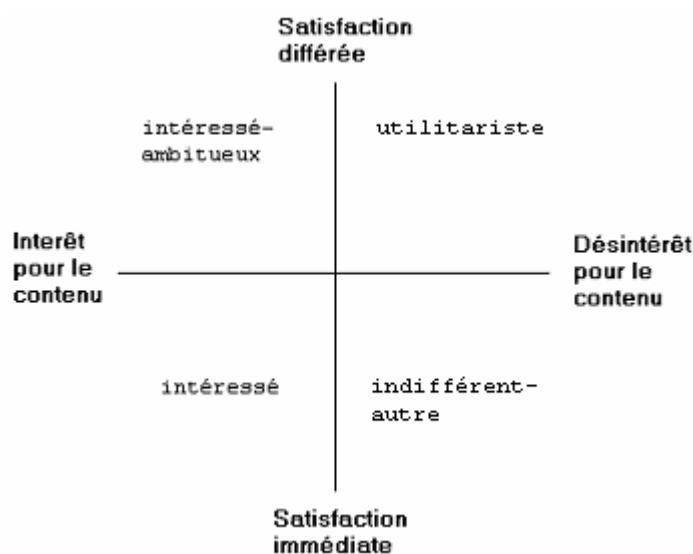 Satisfaction
différée
intéressé-
ambitueux
utilitariste
Interêt
pour le
contenu
Désintérêt
pour le
contenu
intéressé
indifférent-
autre
Satisfaction
immédiate